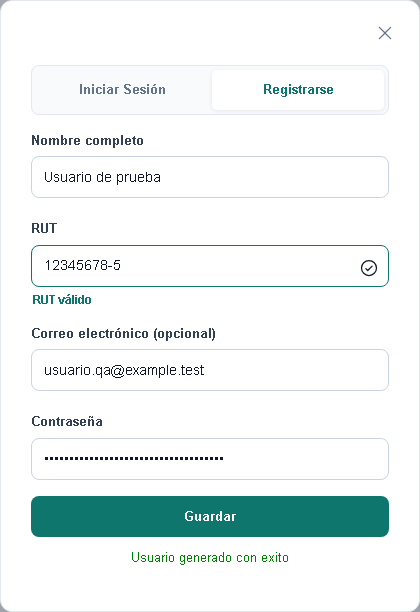 Iniciar Sesión
Registrarse
Nombre completo
Usuario de prueba
RUT
12345678-5
RUT válido
Correo electrónico (opcional)
usuario.qa@example.test
Contraseña
••••••••••••••••••••••••••••••••••••
Guardar
Usuario generado con exito